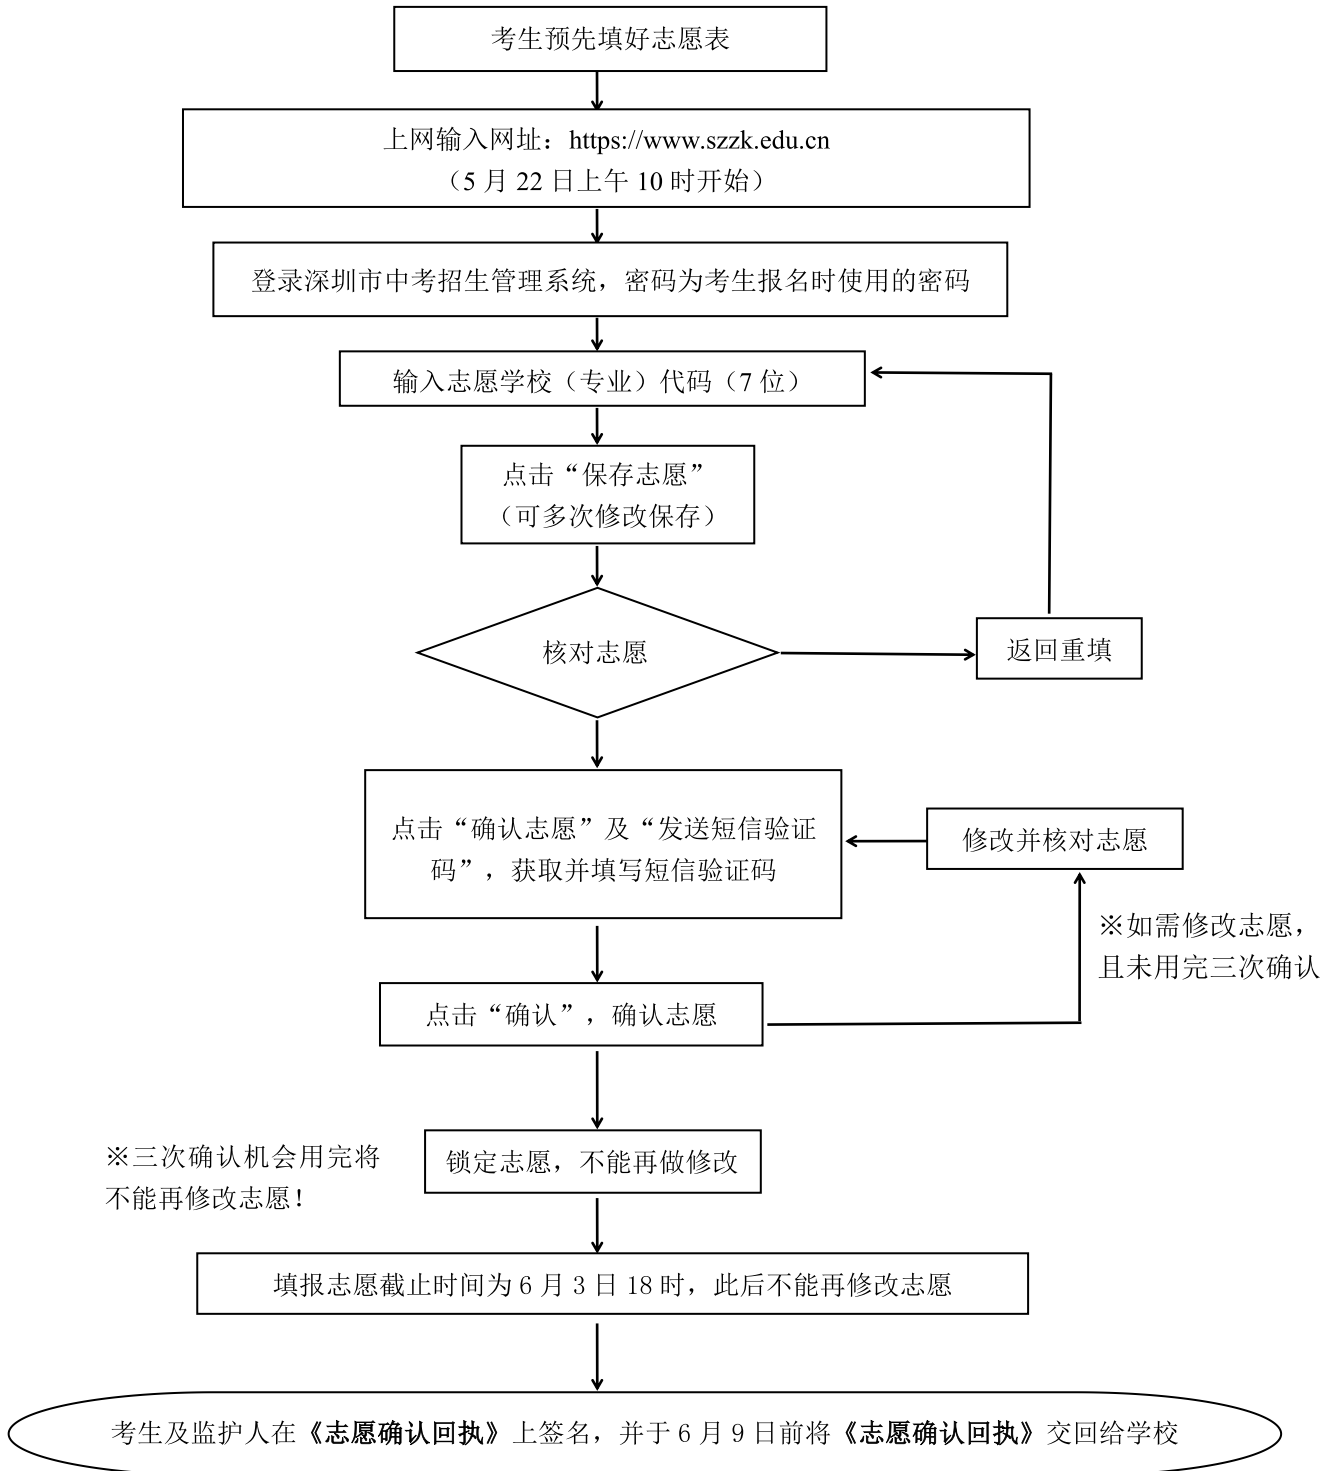 考生预先填好志愿表
上网输入网址：https://www.szzk.edu.cn
（5 月 22 日上午 10 时开始）
登录深圳市中考招生管理系统，密码为考生报名时使用的密码
输入志愿学校（专业）代码（7 位）
点击“保存志愿”
（可多次修改保存）
核对志愿
返回重填
点击“确认志愿”及“发送短信验证
码”，获取并填写短信验证码
修改并核对志愿
※如需修改志愿，
且未用完三次确认
点击“确认”，确认志愿
※三次确认机会用完将
不能再修改志愿！
锁定志愿，不能再做修改
填报志愿截止时间为 6 月 3 日 18 时，此后不能再修改志愿
考生及监护人在《志愿确认回执》上签名，并于 6 月 9 日前将《志愿确认回执》交回给学校